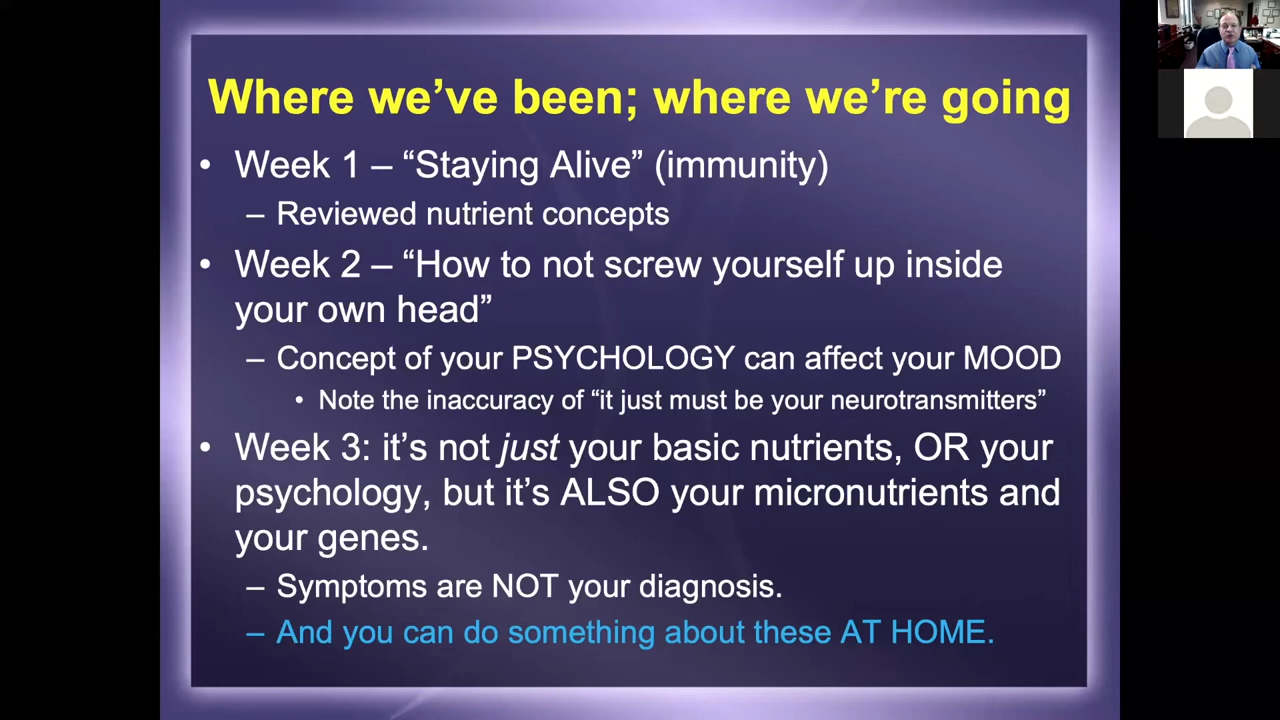 Where we’ve been; where we’re going
• Week 1 – “Staying Alive” (immunity)
– Reviewed nutrient concepts
• Week 2 – “How to not screw yourself up inside
your own head”
– Concept of your PSYCHOLOGY can affect your MOOD
• Note the inaccuracy of “it just must be your neurotransmitters”
• Week 3: it’s not just your basic nutrients, OR your
psychology, but it’s ALSO your micronutrients and
your genes.
– Symptoms are NOT your diagnosis.
– And you can do something about these AT HOME.